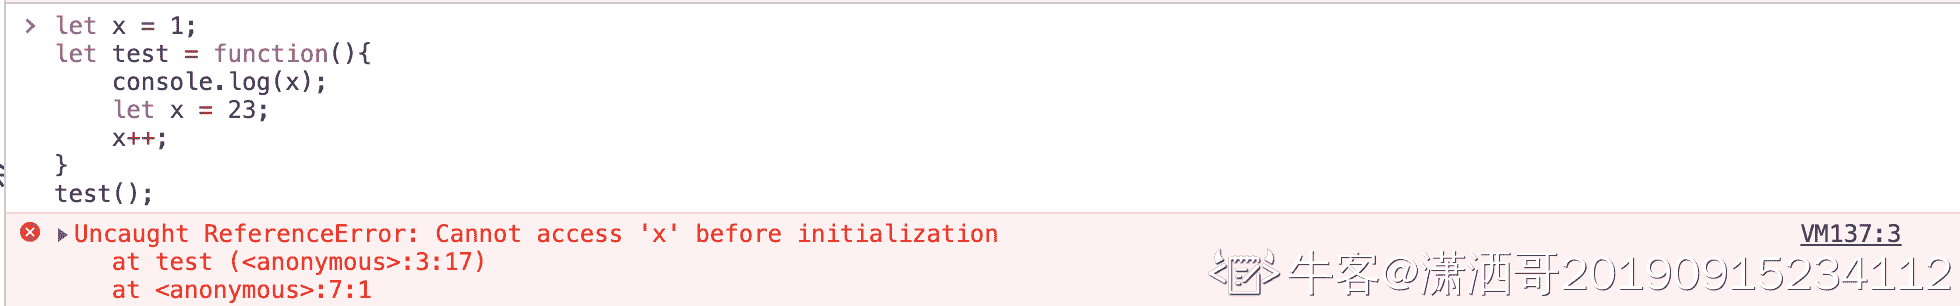 > let x = 1;
let test = function(){
    console.log(x);
    let x = 23;
    x++;
}
test();
Uncaught ReferenceError: Cannot access 'x' before initialization VM137:3
    at test (<anonymous>:3:17)
    at <anonymous>:7:1
牛客@潇洒哥20190915234112